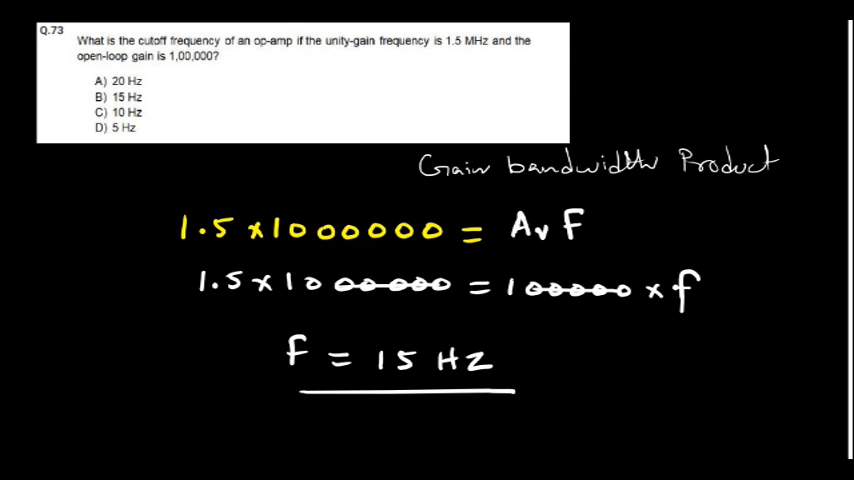 Q.73
What is the cutoff frequency of an op-amp if the unity-gain frequency is 1.5 MHz and the
open-loop gain is 1,00,000?
A) 20 Hz
B) 15 Hz
C) 10 Hz
D) 5 Hz
Gain bandwidth Product
1.5 × 1000000 = Av F
1.5 × 1000000 = 100000 × f
F = 15 HZ